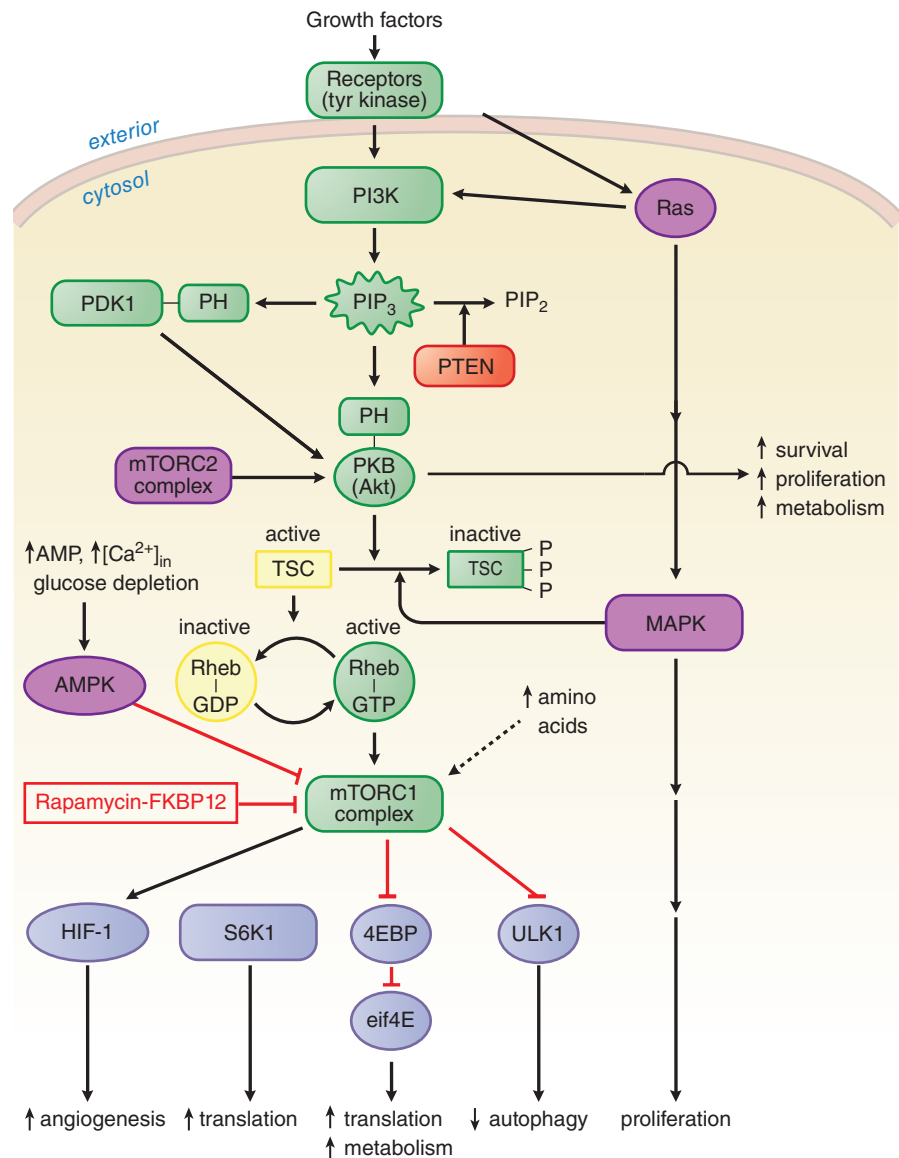 Growth factors
Receptors
(tyr kinase)
exterior
cytosol
PI3K
Ras
PDK1
PH
PIP3
PIP2
PTEN
PH
mTORC2
complex
PKB
(Akt)
↑ survival
↑ proliferation
↑ metabolism
active
inactive
↑AMP, ↑[Ca2+]in
glucose depletion
TSC
TSC
P
P
P
MAPK
inactive
active
AMPK
Rheb
GDP
Rheb
GTP
↑ amino
acids
Rapamycin-FKBP12
mTORC1
complex
HIF-1
S6K1
4EBP
ULK1
eif4E
↑ angiogenesis
↑ translation
↑ translation
↑ metabolism
↓ autophagy
proliferation